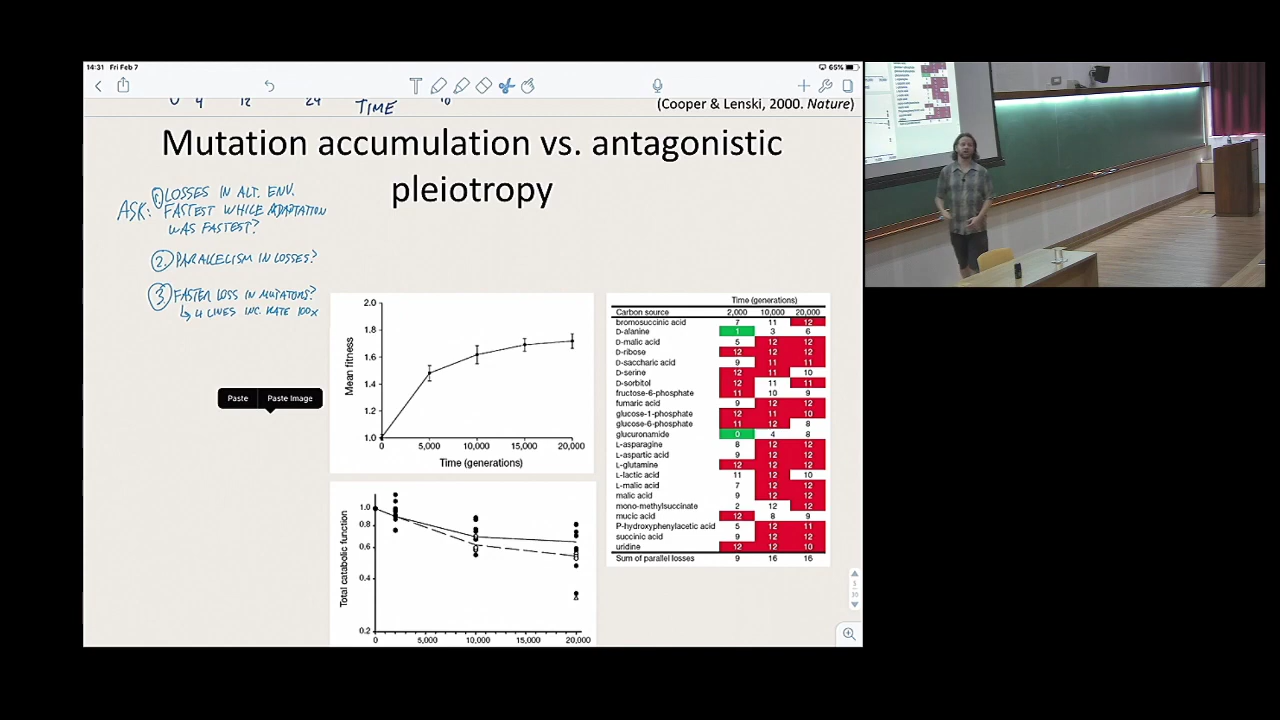 14:31 Fri Feb 7
65%
TIME
(Cooper & Lenski, 2000. Nature)
Mutation accumulation vs. antagonistic
pleiotropy
ASK: ① LOSSES IN ALT. ENV.
FASTEST WHILE ADAPTATION
WAS FASTEST?
② PARALLELISM IN LOSSES?
③ FASTER LOSS IN MUTATORS?
↳ 4 LINES INC. RATE 100X
Paste Paste Image
Mean fitness
2.0
1.8
1.6
1.4
1.2
1.0
0 5,000 10,000 15,000 20,000
Time (generations)
Total catabolic function
1.0
0.8
0.6
0.4
0.2
0 5,000 10,000 15,000 20,000
Time (generations)
Carbon source 2,000 10,000 20,000
bromosuccinic acid 7 11 12
D-alanine 1 3 6
D-malic acid 5 12 12
D-ribose 12 12 12
D-saccharic acid 9 11 11
D-serine 12 11 10
D-sorbitol 12 11 11
fructose-6-phosphate 11 10 9
fumaric acid 9 12 12
glucose-1-phosphate 12 11 10
glucose-6-phosphate 11 12 8
glucuronamide 0 4 8
L-asparagine 8 12 12
L-aspartic acid 9 12 12
L-glutamine 12 12 12
L-lactic acid 11 12 10
L-malic acid 7 12 12
malic acid 9 12 12
mono-methylsuccinate 2 12 12
mucic acid 12 8 9
P-hydroxyphenylacetic acid 5 12 11
succinic acid 9 12 12
uridine 12 12 10
Sum of parallel losses 9 16 16